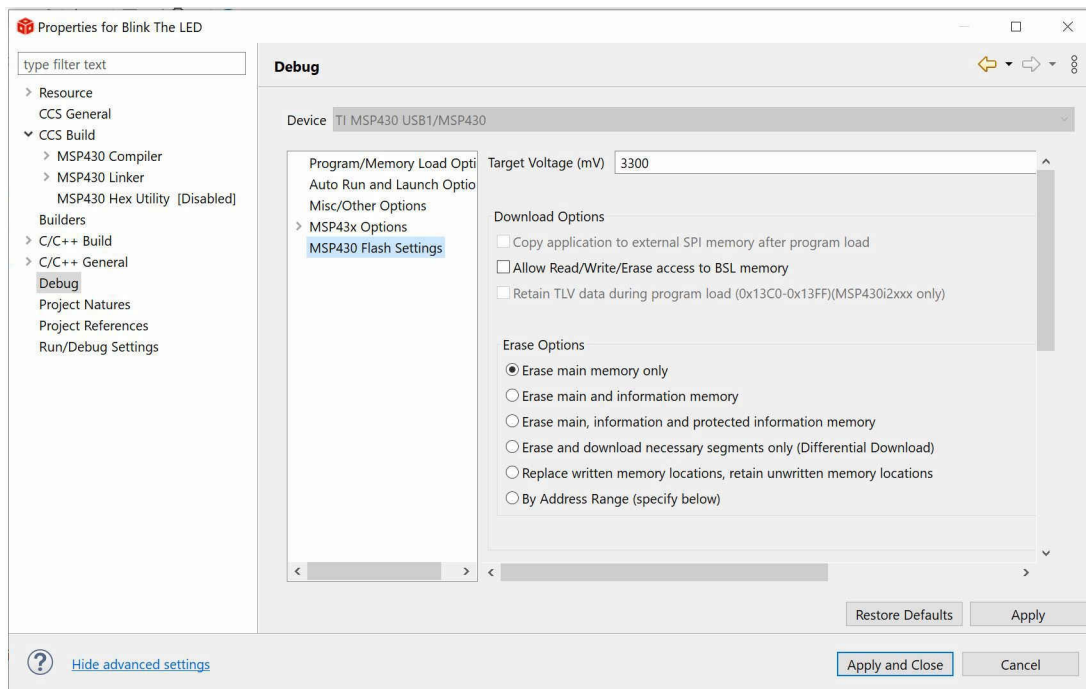 Properties for Blink The LED
type filter text
Resource
CCS General
CCS Build
MSP430 Compiler
MSP430 Linker
MSP430 Hex Utility [Disabled]
Builders
C/C++ Build
C/C++ General
Debug
Project Natures
Project References
Run/Debug Settings
Debug
Device TI MSP430 USB1/MSP430
Program/Memory Load Opti
Auto Run and Launch Optio
Misc/Other Options
MSP43x Options
MSP430 Flash Settings
Target Voltage (mV) 3300
Download Options
Copy application to external SPI memory after program load
Allow Read/Write/Erase access to BSL memory
Retain TLV data during program load (0x13C0-0x13FF)(MSP430i2xxx only)
Erase Options
Erase main memory only
Erase main and information memory
Erase main, information and protected information memory
Erase and download necessary segments only (Differential Download)
Replace written memory locations, retain unwritten memory locations
By Address Range (specify below)
Restore Defaults
Apply
?
Hide advanced settings
Apply and Close
Cancel